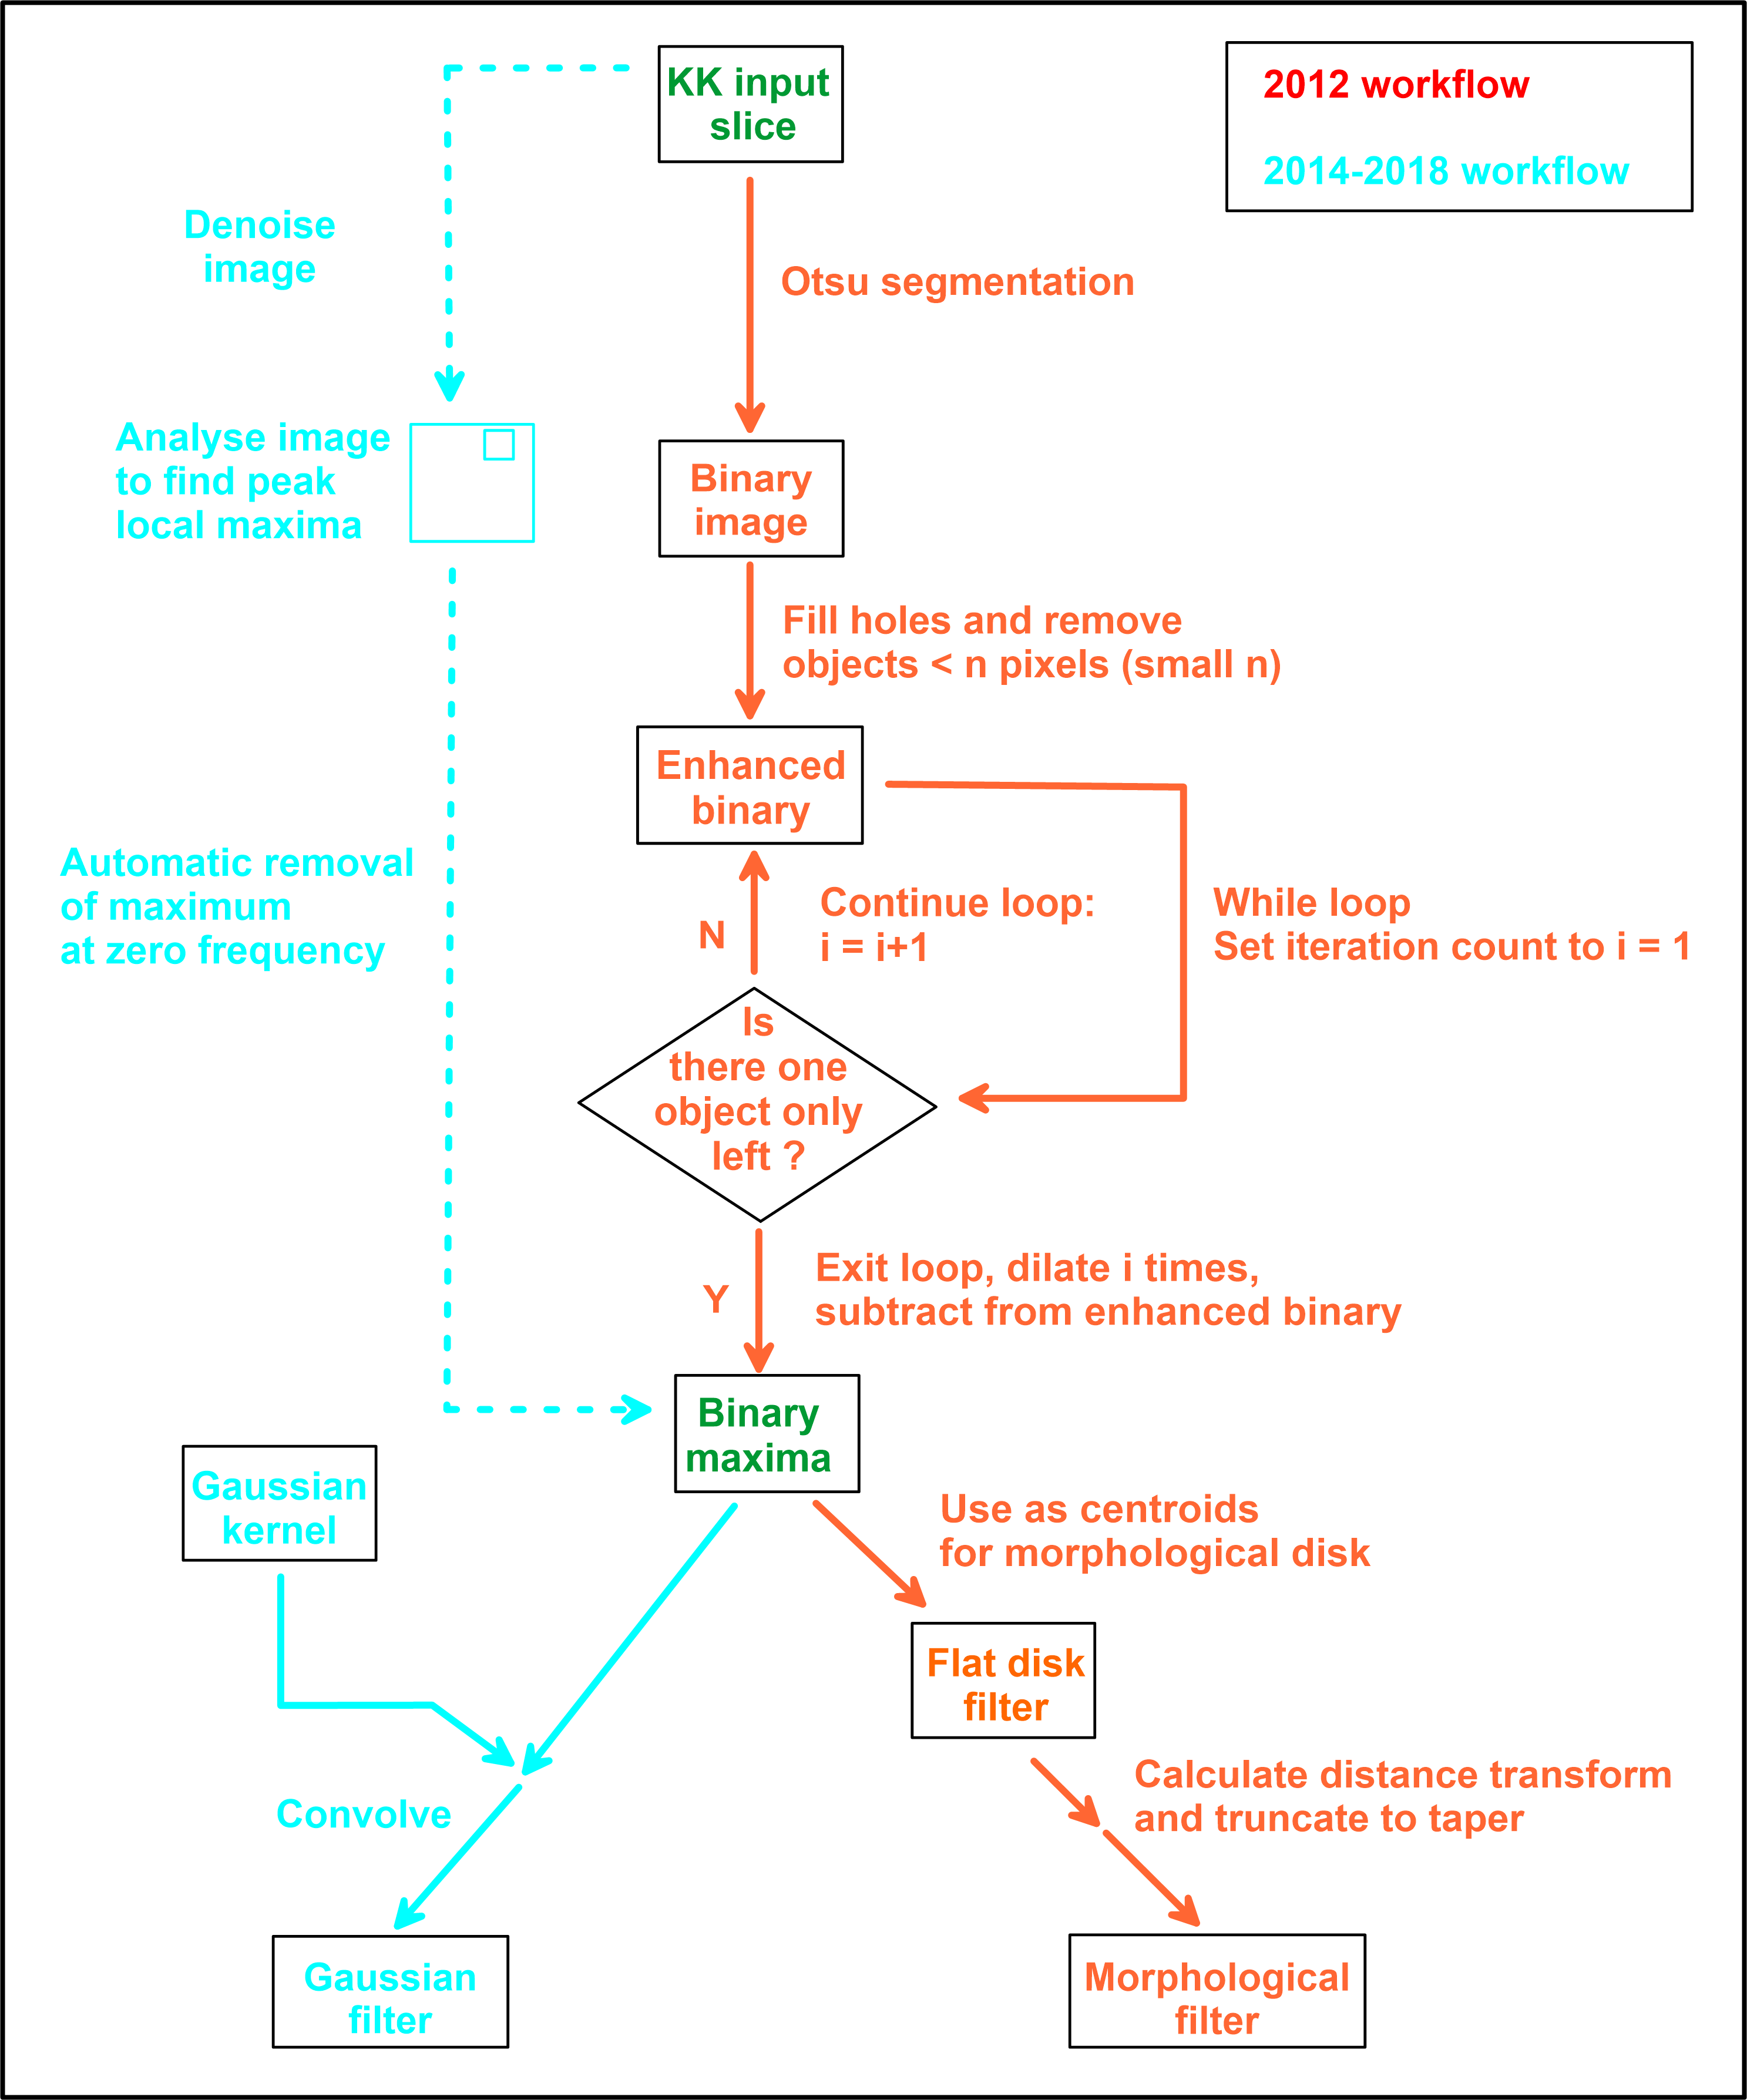 KK input
slice
2012 workflow
2014-2018 workflow
Denoise
image
Otsu segmentation
Analyse image
to find peak
local maxima
Binary
image
Fill holes and remove
objects < n pixels (small n)
Enhanced
binary
Automatic removal
of maximum
at zero frequency
N
Continue loop:
i = i+1
While loop
Set iteration count to i = 1
Is
there one
object only
left ?
Y
Exit loop, dilate i times,
subtract from enhanced binary
Binary
maxima
Gaussian
kernel
Use as centroids
for morphological disk
Flat disk
filter
Convolve
Calculate distance transform
and truncate to taper
Gaussian
filter
Morphological
filter